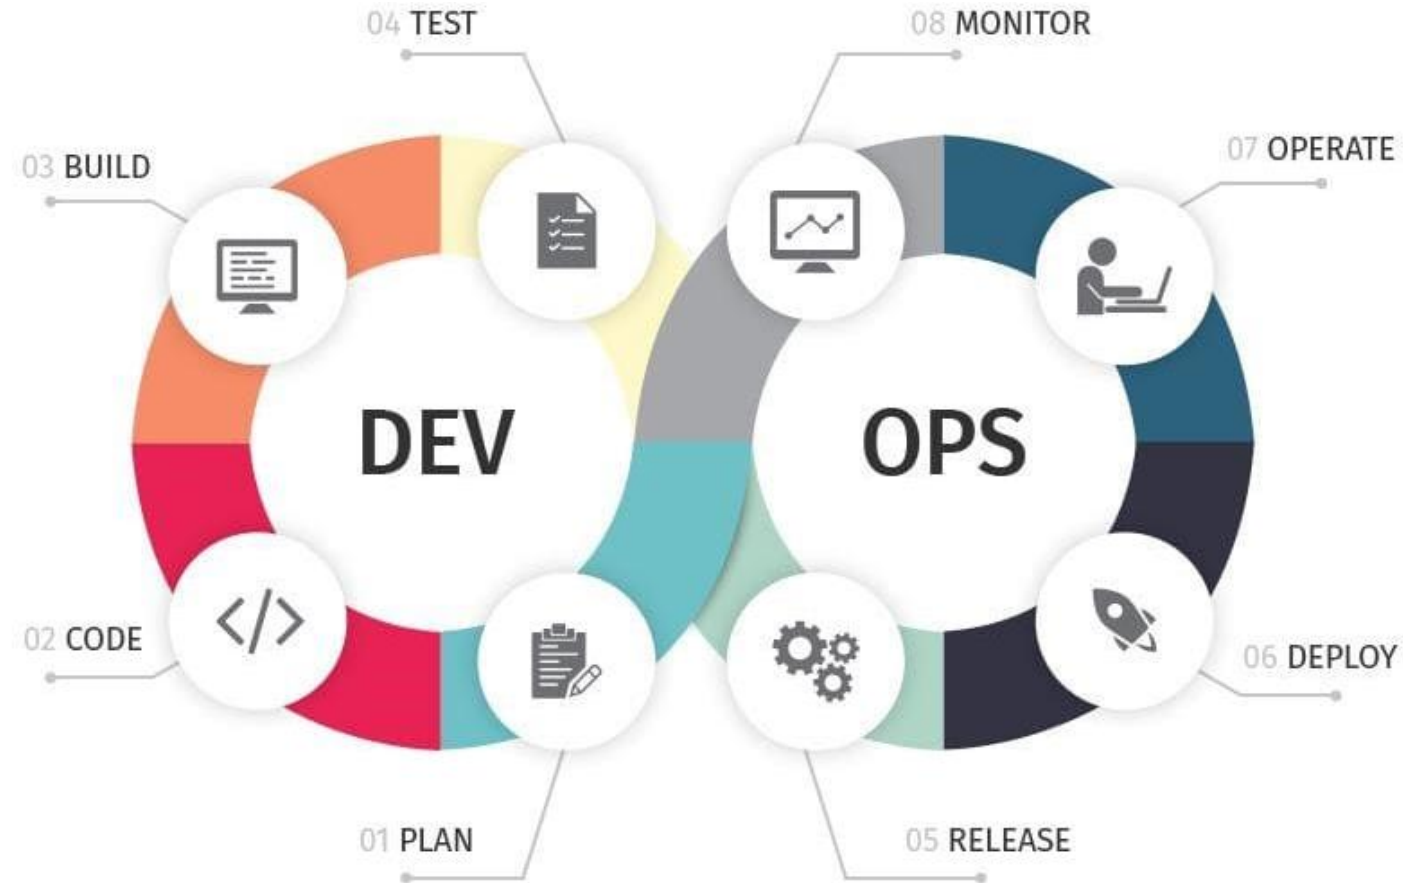 04 TEST
08 MONITOR
03 BUILD
07 OPERATE
DEV
OPS
02 CODE
06 DEPLOY
01 PLAN
05 RELEASE